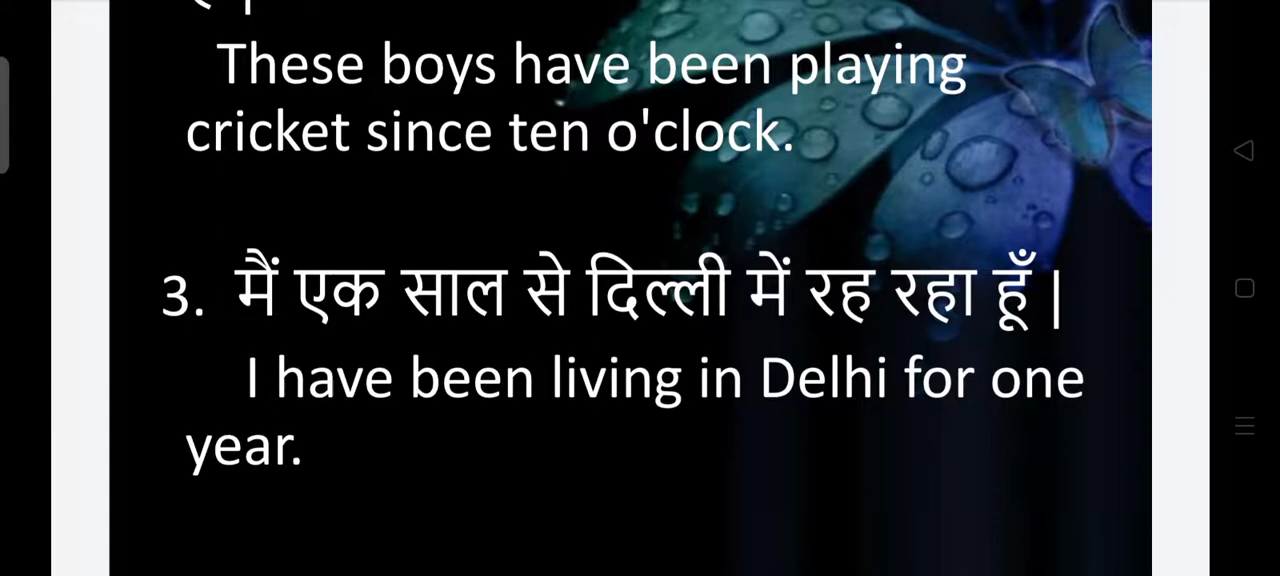 These boys have been playing
cricket since ten o'clock.
3. मैं एक साल से दिल्ली में रह रहा हूँ |
I have been living in Delhi for one
year.